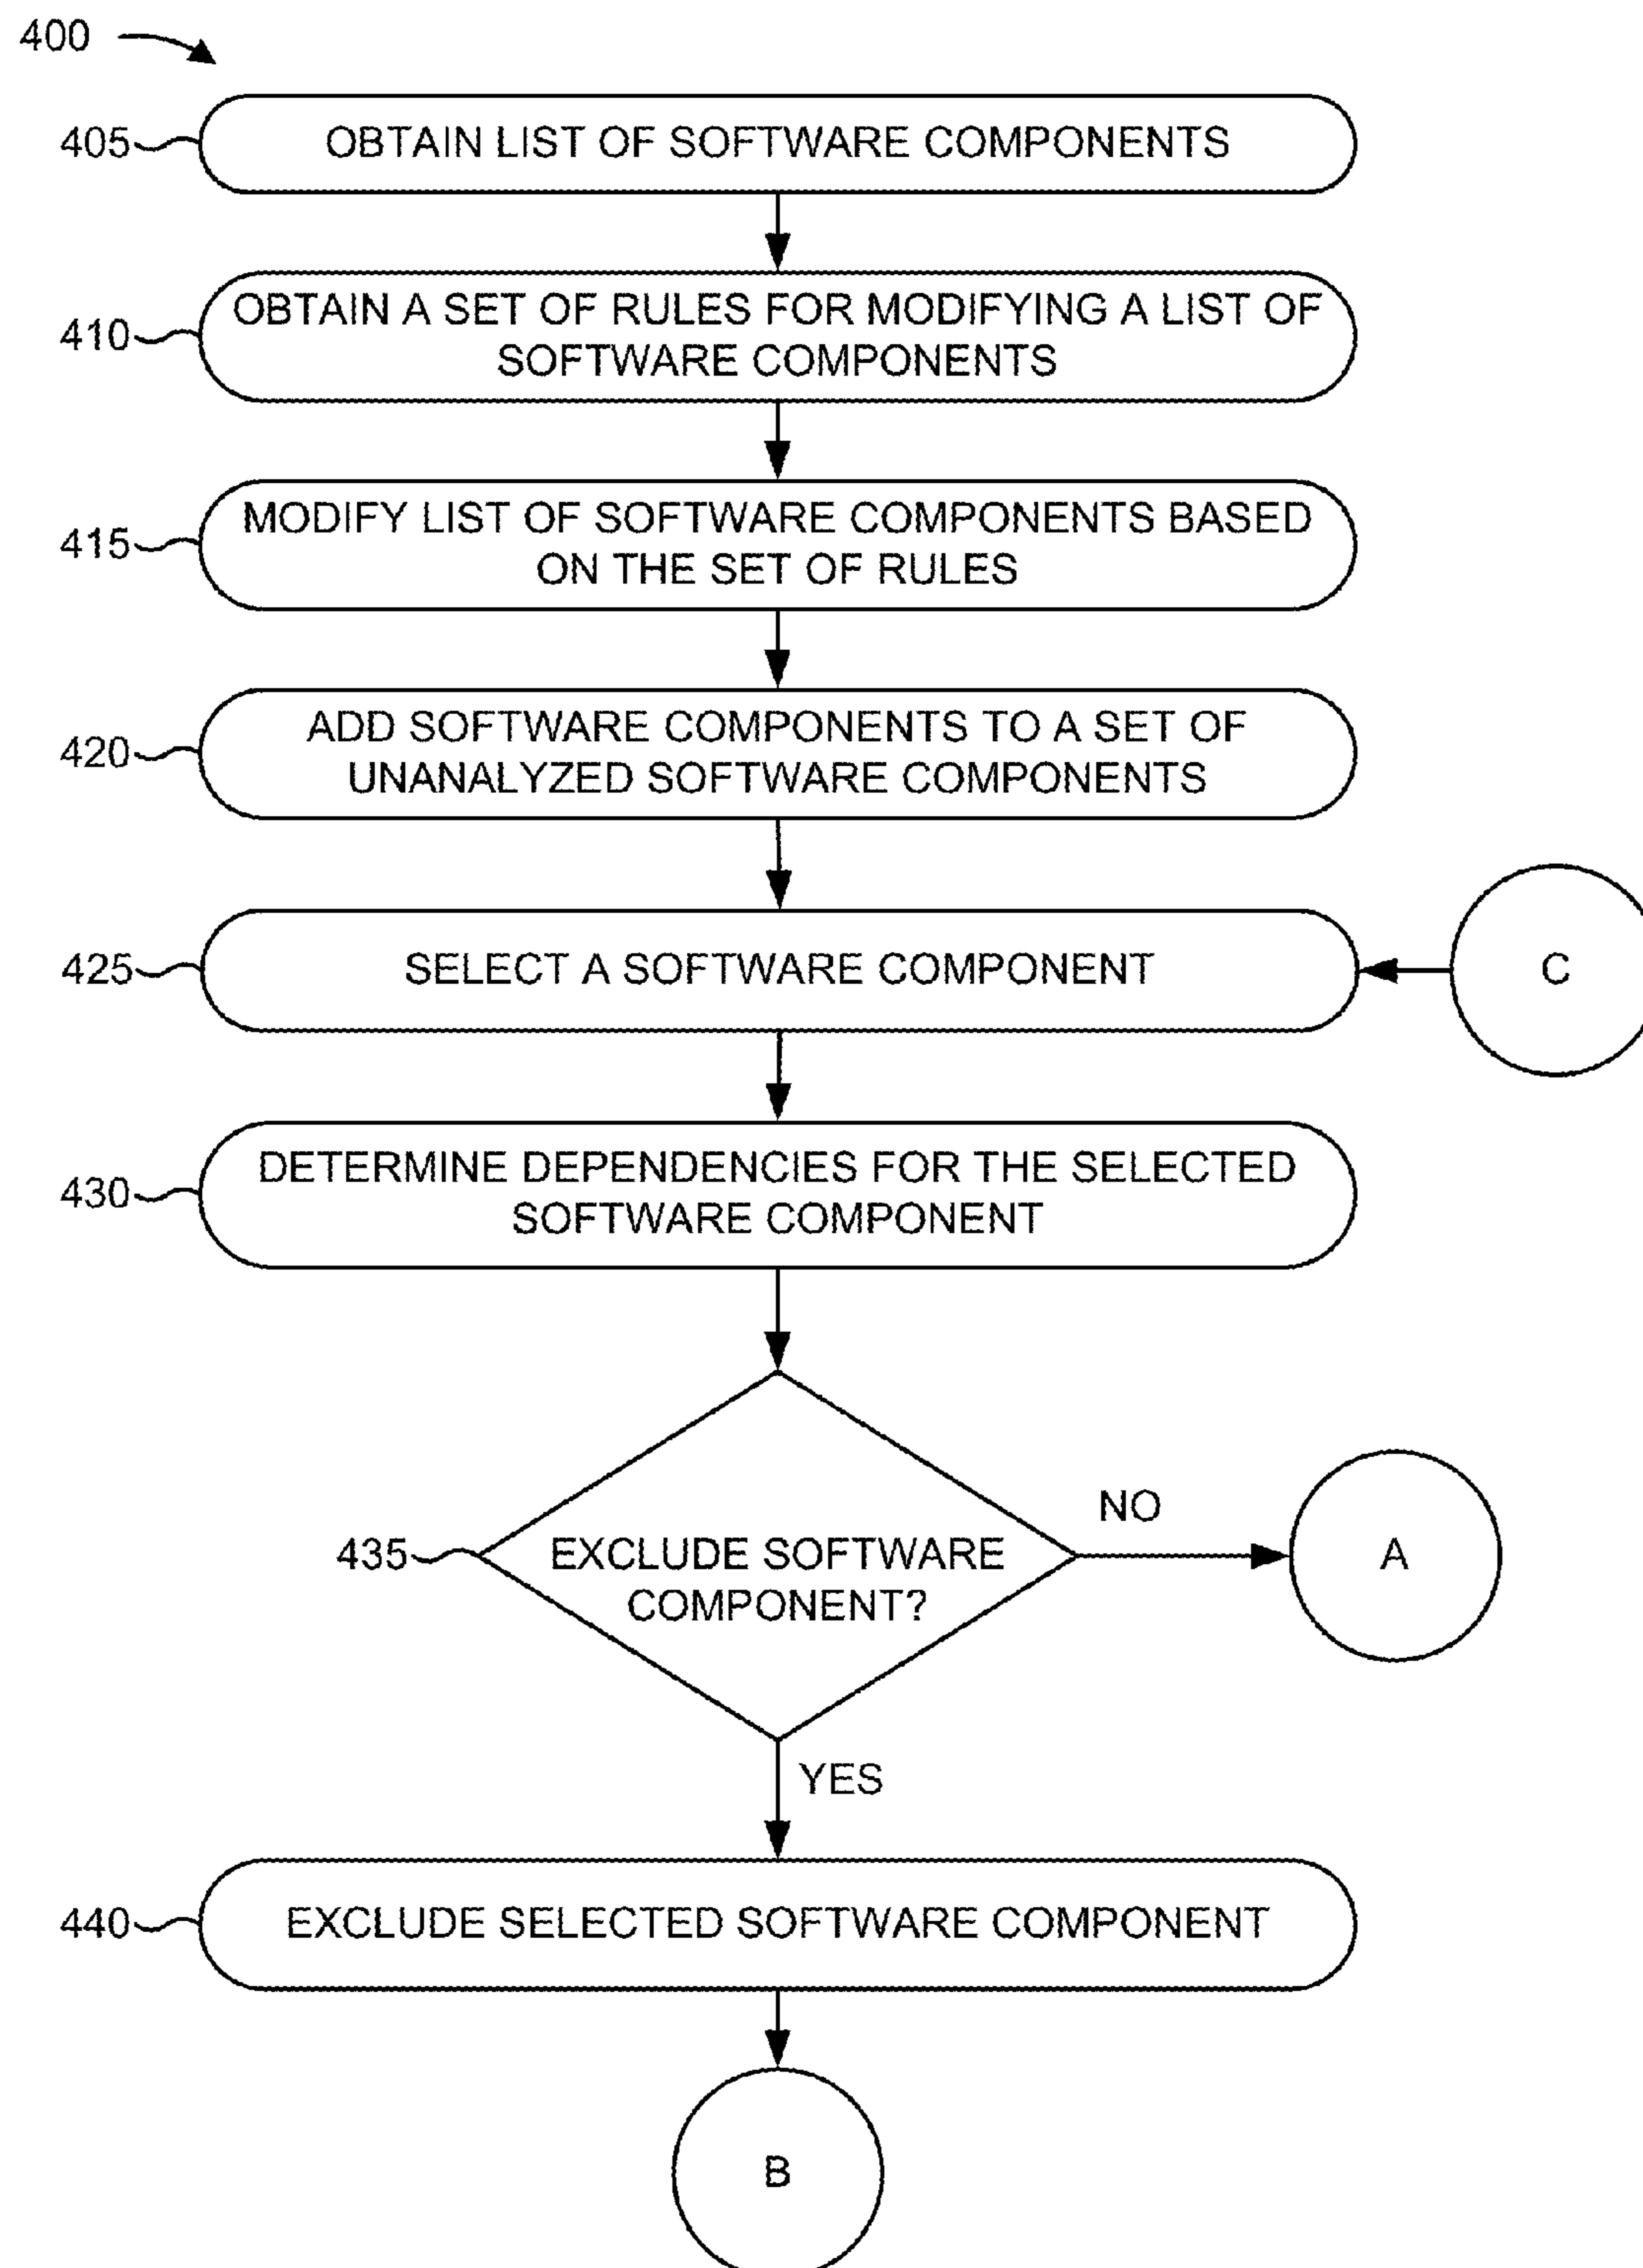 400
405
OBTAIN LIST OF SOFTWARE COMPONENTS
410
OBTAIN A SET OF RULES FOR MODIFYING A LIST OF
SOFTWARE COMPONENTS
415
MODIFY LIST OF SOFTWARE COMPONENTS BASED
ON THE SET OF RULES
420
ADD SOFTWARE COMPONENTS TO A SET OF
UNANALYZED SOFTWARE COMPONENTS
425
SELECT A SOFTWARE COMPONENT
C
430
DETERMINE DEPENDENCIES FOR THE SELECTED
SOFTWARE COMPONENT
435
EXCLUDE SOFTWARE
COMPONENT?
NO
A
YES
440
EXCLUDE SELECTED SOFTWARE COMPONENT
B